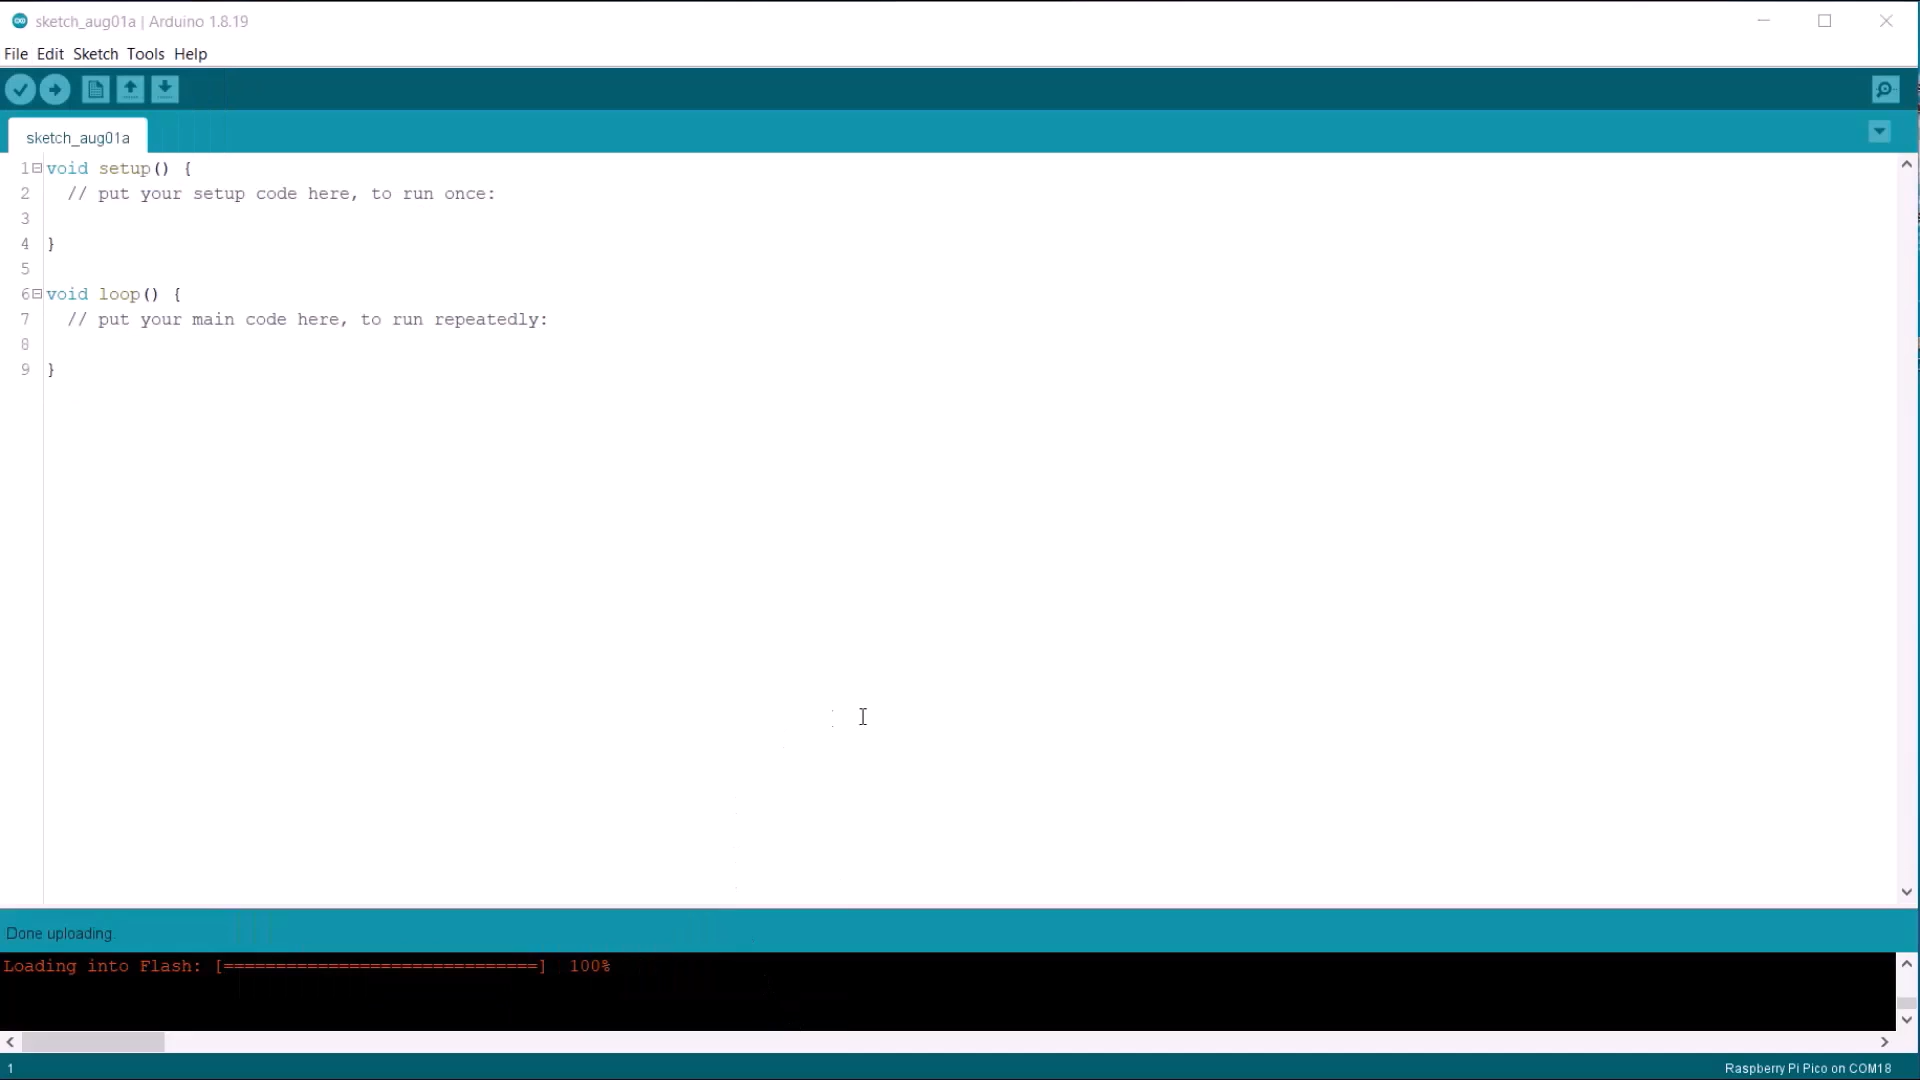 sketch_aug01a | Arduino 1.8.19
File Edit Sketch Tools Help
sketch_aug01a
1 void setup() {
2 // put your setup code here, to run once:
3
4 }
5
6 void loop() {
7 // put your main code here, to run repeatedly:
8
9 }
Done uploading.
Loading into Flash: [==============================] 100%
1
Raspberry Pi Pico on COM18